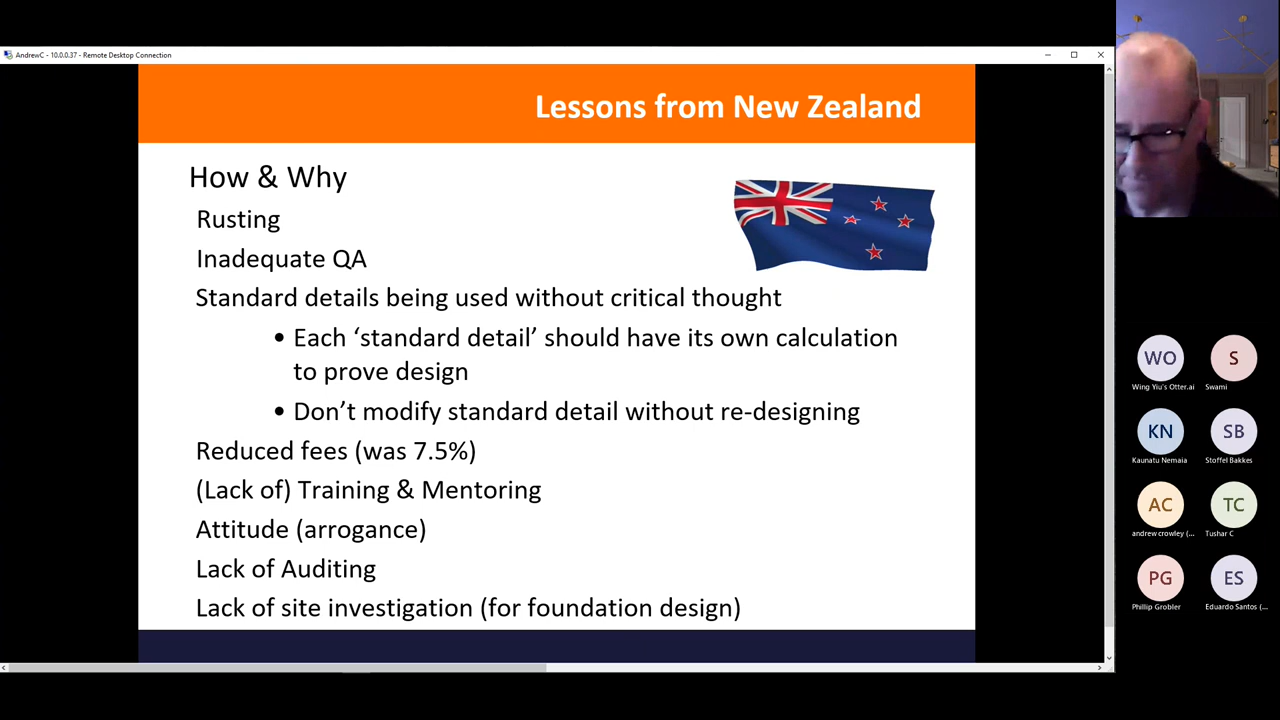 AndrewC - 10.0.0.37 - Remote Desktop Connection
Lessons from New Zealand
How & Why
Rusting
Inadequate QA
Standard details being used without critical thought
• Each ‘standard detail’ should have its own calculation
to prove design
• Don’t modify standard detail without re-designing
Reduced fees (was 7.5%)
(Lack of) Training & Mentoring
Attitude (arrogance)
Lack of Auditing
Lack of site investigation (for foundation design)
WO S
Wing Yiu's Otter.ai Swami
KN SB
Kaunatu Nemaia Stoffel Bakkes
AC TC
andrew crowley (... Tushar C
PG ES
Phillip Grobler Eduardo Santos (...